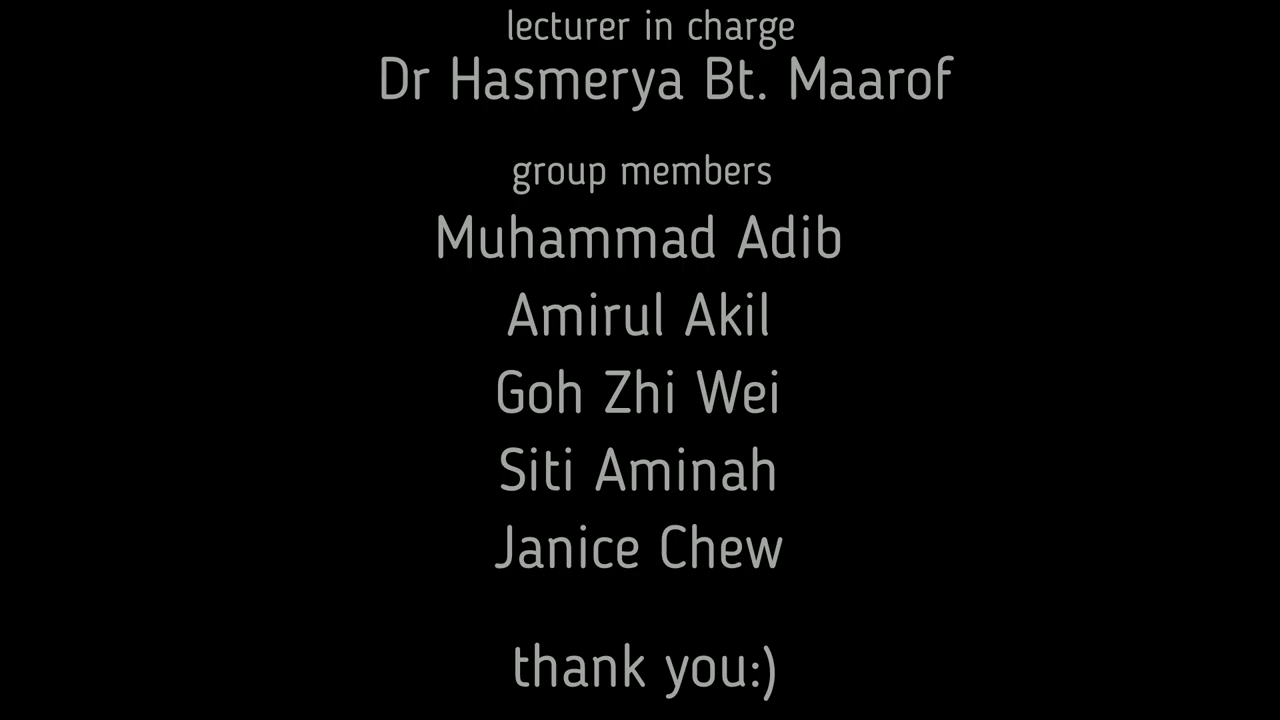 lecturer in charge
Dr Hasmerya Bt. Maarof
group members
Muhammad Adib
Amirul Akil
Goh Zhi Wei
Siti Aminah
Janice Chew
thank you:)